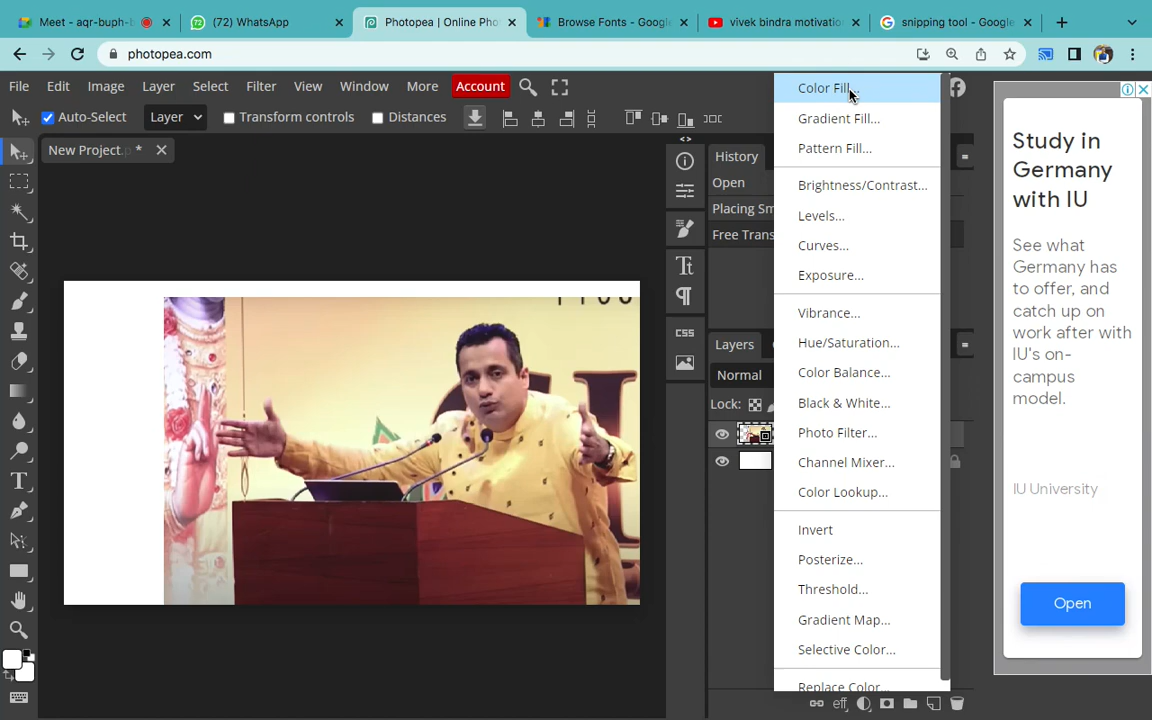 Meet - aqr-buph-b
(72) WhatsApp
Photopea | Online Pho
Browse Fonts - Google
vivek bindra motivatio
snipping tool - Google
photopea.com
File Edit Image Layer Select Filter View Window More Account
Auto-Select Layer Transform controls Distances
New Project.p *
History
Open
Placing Sm
Free Trans
Layers
Normal
Lock:
Color Fill...
Gradient Fill...
Pattern Fill...
Brightness/Contrast...
Levels...
Curves...
Exposure...
Vibrance...
Hue/Saturation...
Color Balance...
Black & White...
Photo Filter...
Channel Mixer...
Color Lookup...
Invert
Posterize...
Threshold...
Gradient Map...
Selective Color...
Replace Color...
CSS
eff
Study in
Germany
with IU
See what
Germany has
to offer, and
catch up on
work after with
IU's on-
campus
model.
IU University
Open